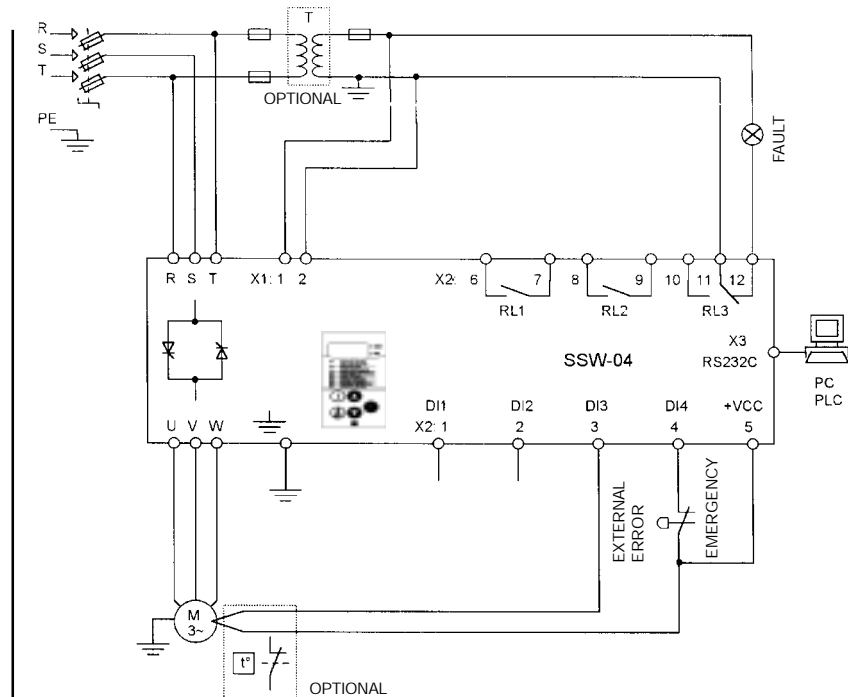 T
R
S
T
PE
OPTIONAL
FAULT
R S T X1: 1 2 X2: 6 7 8 9 10 11 12
RL1 RL2 RL3
SSW-04
X3
RS232C
PC
PLC
DI1 DI2 DI3 DI4 +VCC
U V W X2: 1 2 3 4 5
EXTERNAL
ERROR
EMERGENCY
M
3~
t°
OPTIONAL